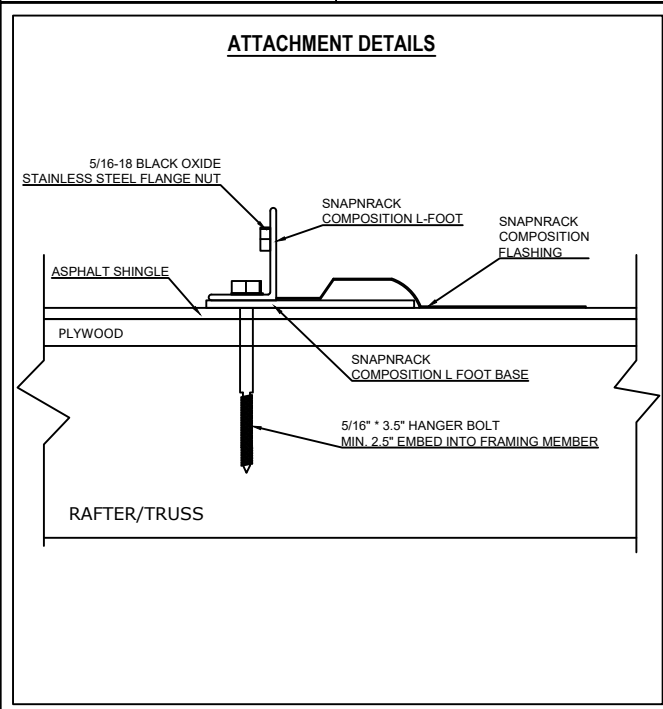 ATTACHMENT DETAILS
5/16-18 BLACK OXIDE
STAINLESS STEEL FLANGE NUT
SNAPNRACK
COMPOSITION L-FOOT
SNAPNRACK
COMPOSITION
FLASHING
ASPHALT SHINGLE
PLYWOOD
SNAPNRACK
COMPOSITION L FOOT BASE
5/16" * 3.5" HANGER BOLT
MIN. 2.5" EMBED INTO FRAMING MEMBER
RAFTER/TRUSS